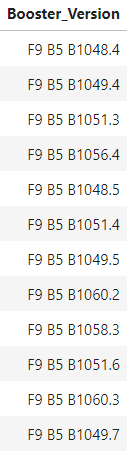 Booster_Version
F9 B5 B1048.4
F9 B5 B1049.4
F9 B5 B1051.3
F9 B5 B1056.4
F9 B5 B1048.5
F9 B5 B1051.4
F9 B5 B1049.5
F9 B5 B1060.2
F9 B5 B1058.3
F9 B5 B1051.6
F9 B5 B1060.3
F9 B5 B1049.7